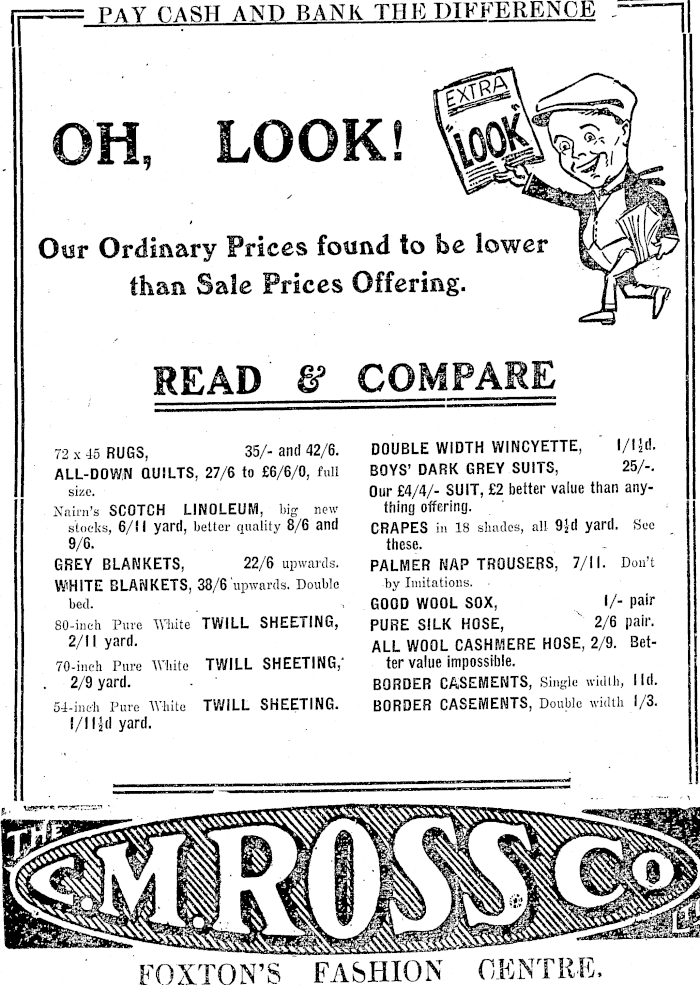 PAY CASH AND BANK THE DIFFERENCE
EXTRA
"LOOK"
OH, LOOK!
Our Ordinary Prices found to be lower
than Sale Prices Offering.
READ & COMPARE
72 x 45 RUGS, 35/- and 42/6.
ALL-DOWN QUILTS, 27/6 to £6/6/0, full
size.
Nairn's SCOTCH LINOLEUM, big new
stocks, 6/11 yard, better quality 8/6 and
9/6.
GREY BLANKETS, 22/6 upwards.
WHITE BLANKETS, 38/6 upwards. Double
bed.
80-inch Pure White TWILL SHEETING,
2/11 yard.
70-inch Pure White TWILL SHEETING,
2/9 yard.
54-inch Pure White TWILL SHEETING.
1/11½d yard.
DOUBLE WIDTH WINCYETTE, 1/1½d.
BOYS' DARK GREY SUITS, 25/-.
Our £4/4/- SUIT, £2 better value than any-
thing offering.
CRAPES in 18 shades, all 9½d yard. See
these.
PALMER NAP TROUSERS, 7/11. Don't
by Imitations.
GOOD WOOL SOX, 1/- pair
PURE SILK HOSE, 2/6 pair.
ALL WOOL CASHMERE HOSE, 2/9. Bet-
ter value impossible.
BORDER CASEMENTS, Single width, 11d.
BORDER CASEMENTS, Double width 1/3.
THE
C.M. ROSS Co
LTD
FOXTON'S FASHION CENTRE.